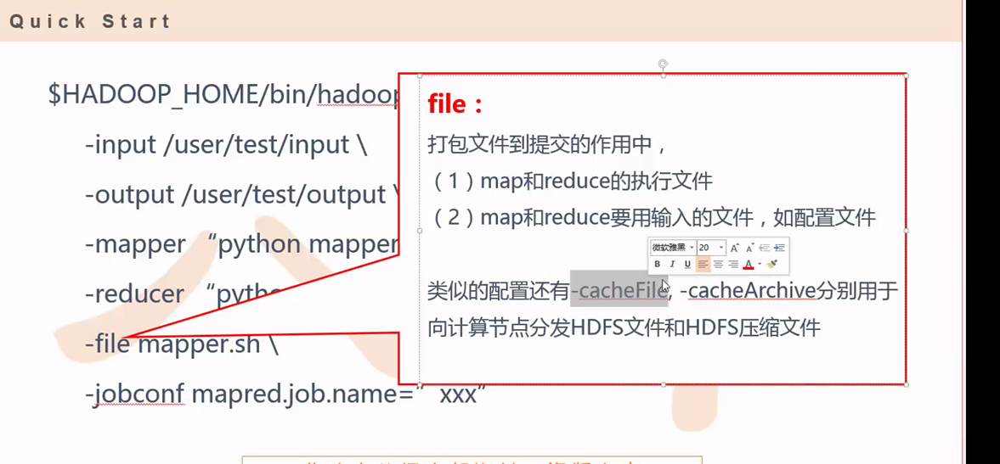 Quick Start
$HADOOP_HOME/bin/hadoop
-input /user/test/input \
-output /user/test/output \
-mapper “python mapper
-reducer “pytho
-file mapper.sh \
-jobconf mapred.job.name=”xxx”
file：
打包文件到提交的作用中，
（1）map和reduce的执行文件
（2）map和reduce要用输入的文件，如配置文件
微软雅黑 20 A A
B I U A
类似的配置还有-cacheFile, -cacheArchive分别用于
向计算节点分发HDFS文件和HDFS压缩文件